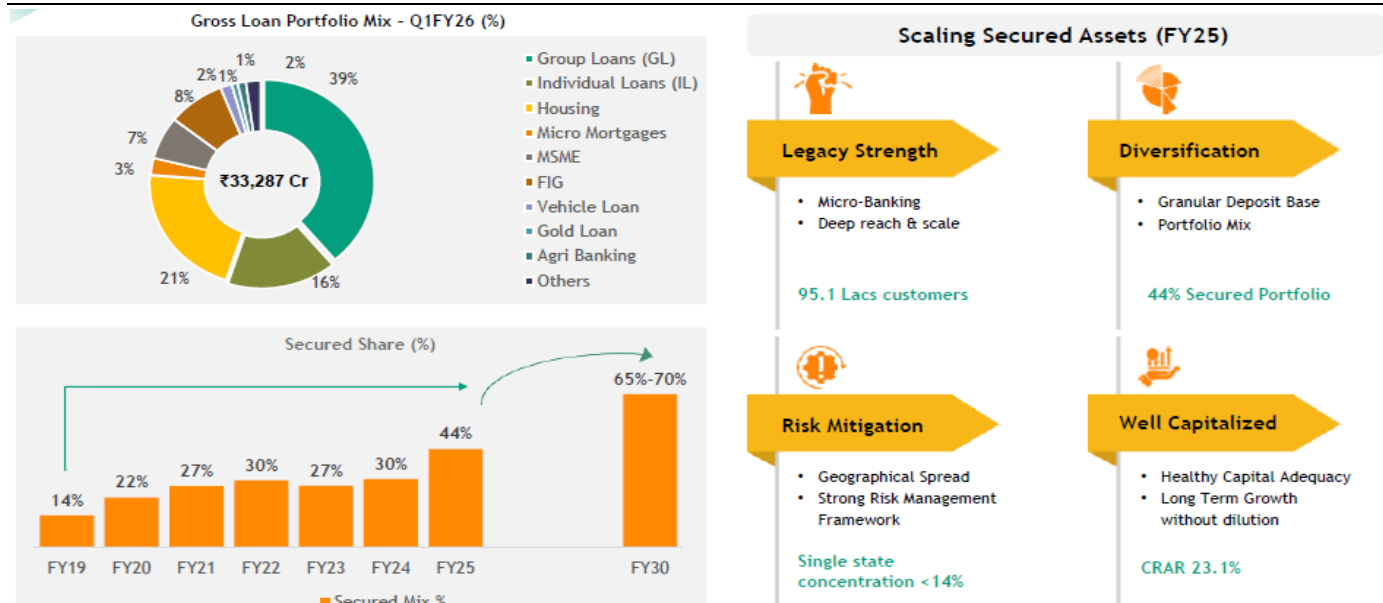 Gross Loan Portfolio Mix – Q1FY26 (%)
2%
39%
16%
21%
3%
7%
8%
2%
1%
1%
₹33,287 Cr
Group Loans (GL)
Individual Loans (IL)
Housing
Micro Mortgages
MSME
FIG
Vehicle Loan
Gold Loan
Agri Banking
Others
Secured Share (%)
14%
22%
27%
30%
27%
30%
44%
65%-70%
FY19
FY20
FY21
FY22
FY23
FY24
FY25
FY30
Secured Mix %
Scaling Secured Assets (FY25)
Legacy Strength
• Micro-Banking
• Deep reach & scale
95.1 Lacs customers
Diversification
• Granular Deposit Base
• Portfolio Mix
44% Secured Portfolio
Risk Mitigation
• Geographical Spread
• Strong Risk Management
Framework
Single state
concentration <14%
Well Capitalized
• Healthy Capital Adequacy
• Long Term Growth
without dilution
CRAR 23.1%